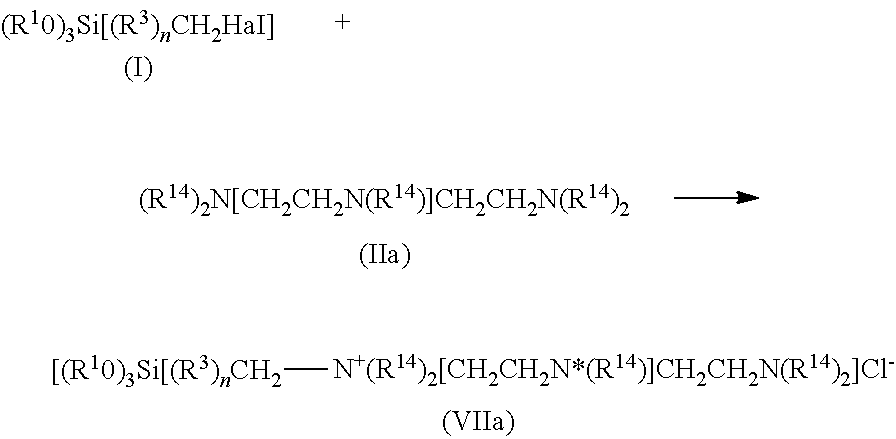 (R¹0)₃Si[(R³)ₙCH₂HaI] +
(I)
(R¹⁴)₂N[CH₂CH₂N(R¹⁴)]CH₂CH₂N(R¹⁴)₂ ⟶
(IIa)
[(R¹0)₃Si[(R³)ₙCH₂—N⁺(R¹⁴)₂[CH₂CH₂N*(R¹⁴)]CH₂CH₂N(R¹⁴)₂]Cl⁻
(VIIa)